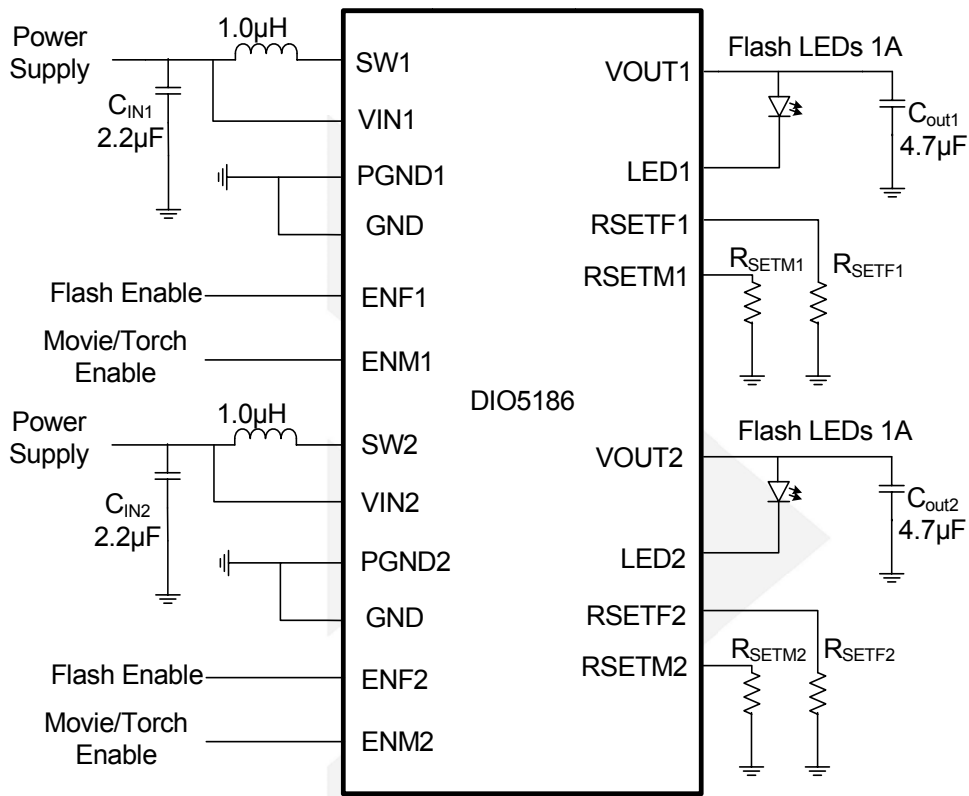 Power
Supply
1.0µH
C_IN1
2.2µF
SW1
VIN1
PGND1
GND
Flash Enable
ENF1
Movie/Torch
Enable
ENM1
Power
Supply
1.0µH
C_IN2
2.2µF
SW2
VIN2
PGND2
GND
Flash Enable
ENF2
Movie/Torch
Enable
ENM2
DIO5186
VOUT1
Flash LEDs 1A
C_out1
4.7µF
LED1
RSETF1
RSETM1
R_SETM1
R_SETF1
VOUT2
Flash LEDs 1A
C_out2
4.7µF
LED2
RSETF2
RSETM2
R_SETM2
R_SETF2